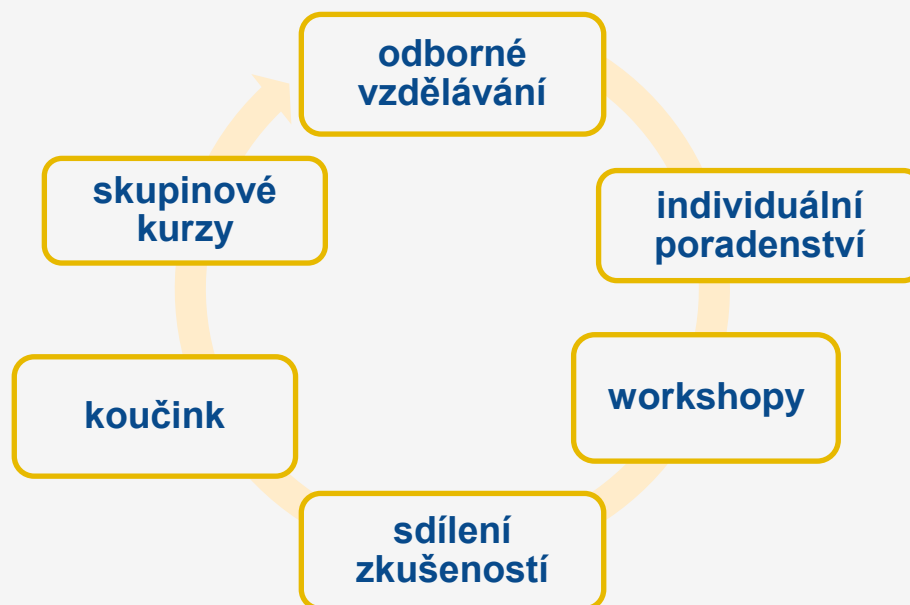 odborné
vzdělávání
individuální
poradenství
workshopy
sdílení
zkušeností
koučink
skupinové
kurzy